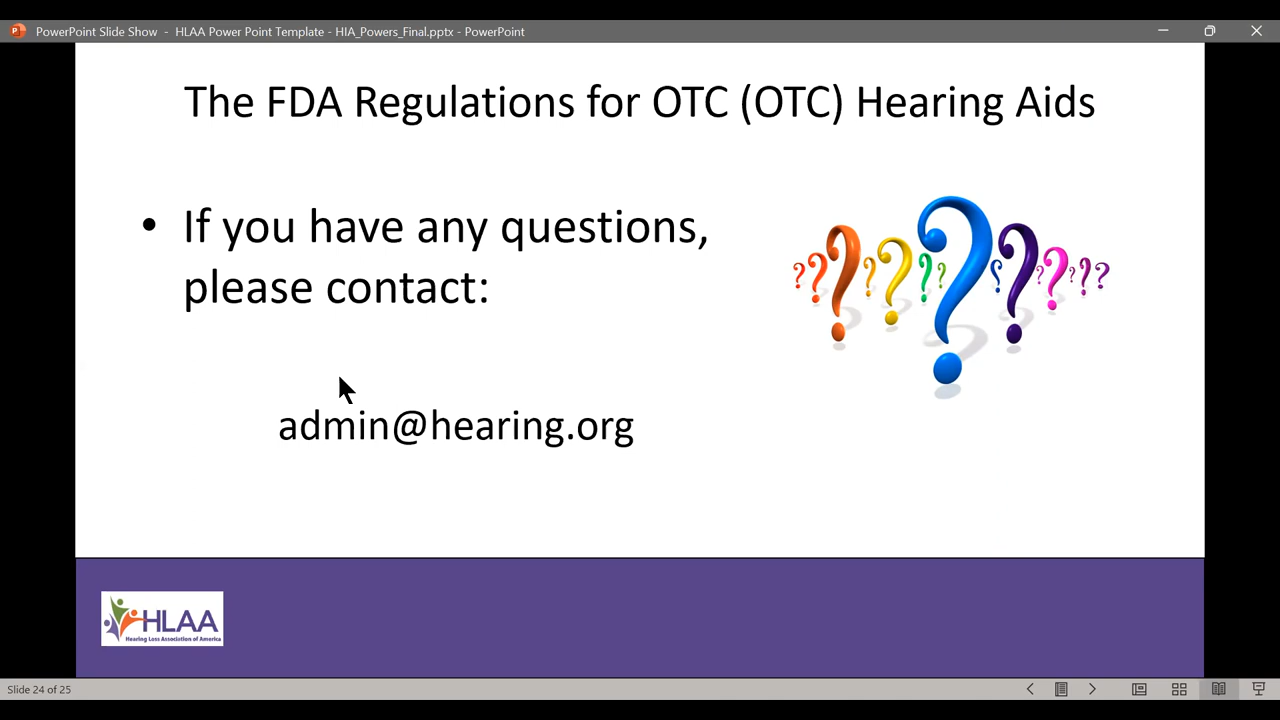 PowerPoint Slide Show - HLAA Power Point Template - HIA_Powers_Final.pptx - PowerPoint
The FDA Regulations for OTC (OTC) Hearing Aids
• If you have any questions,
please contact:
admin@hearing.org
HLAA
Hearing Loss Association of America
Slide 24 of 25